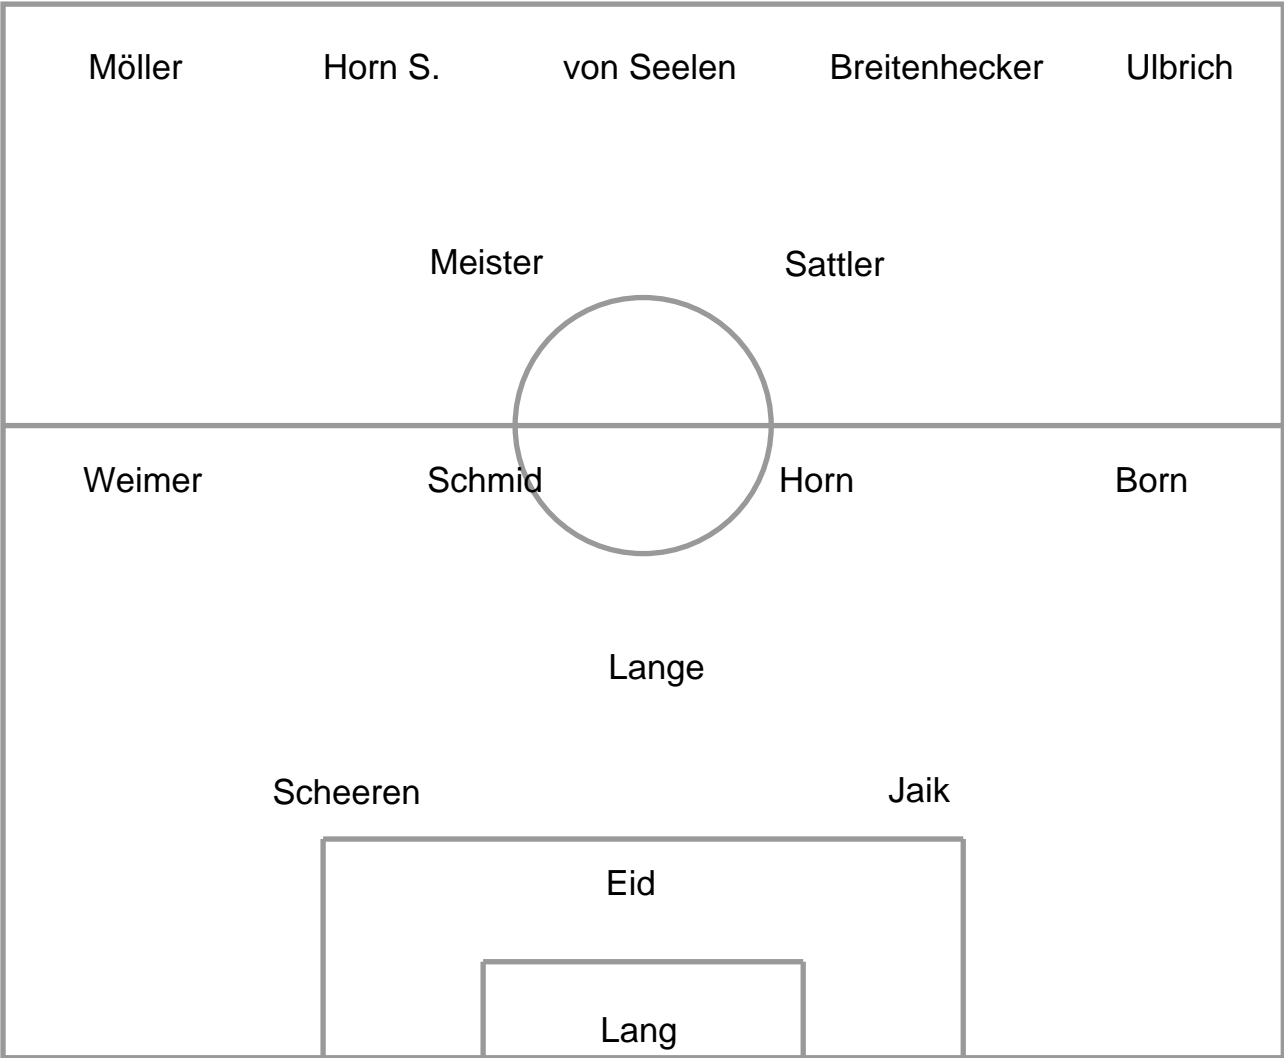 Möller Horn S. von Seelen Breitenhecker Ulbrich
Meister Sattler
Weimer Schmid Horn Born
Lange
Scheeren Jaik
Eid
Lang